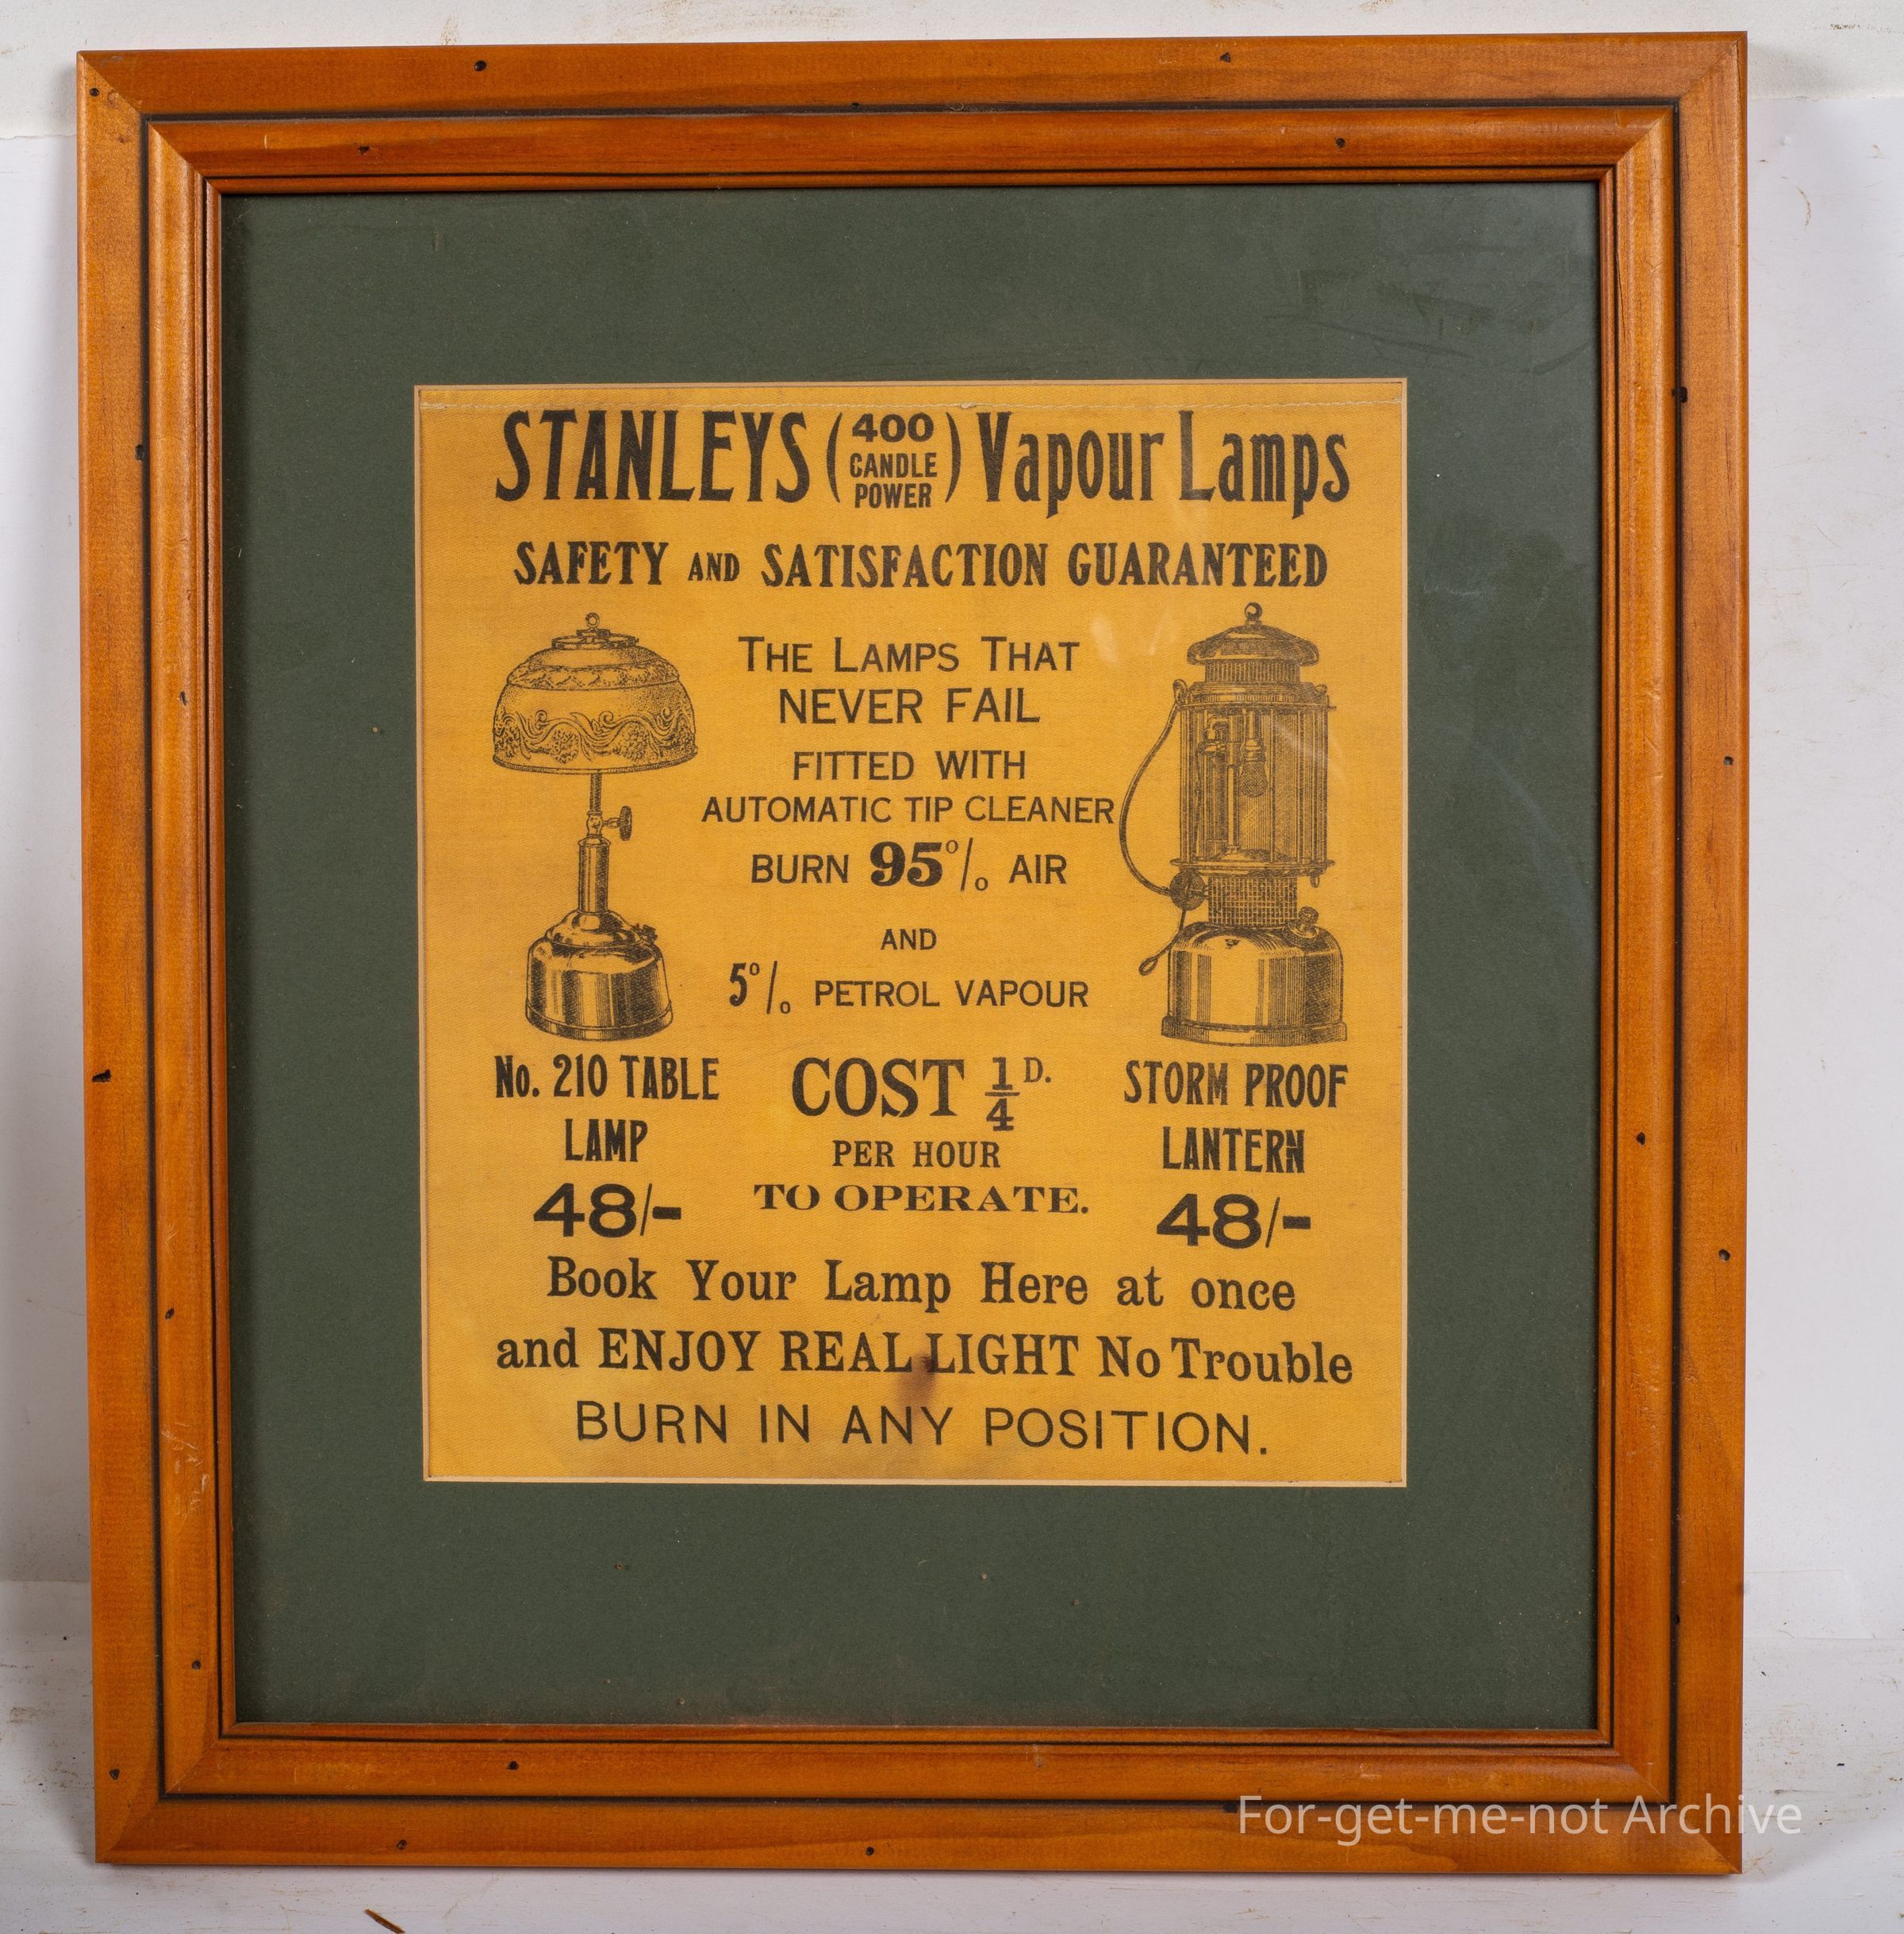 STANLEYS (400 CANDLE POWER) Vapour Lamps
SAFETY AND SATISFACTION GUARANTEED
THE LAMPS THAT
NEVER FAIL
FITTED WITH
AUTOMATIC TIP CLEANER
BURN 95% AIR
AND
5% PETROL VAPOUR
No. 210 TABLE
LAMP
48/-
COST 1/4 D.
PER HOUR
TO OPERATE.
STORM PROOF
LANTERN
48/-
Book Your Lamp Here at once
and ENJOY REAL LIGHT No Trouble
BURN IN ANY POSITION.
For-get-me-not Archive